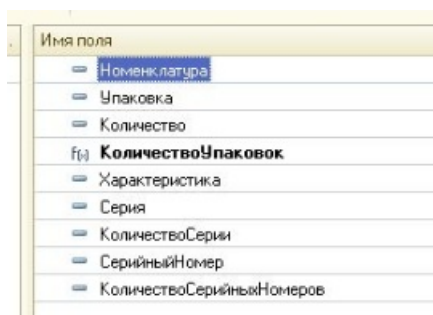 Имя поля
Номенклатура
Упаковка
Количество
f(-) КоличествоУпаковок
Характеристика
Серия
КоличествоСерии
СерийныйНомер
КоличествоСерийныхНомеров